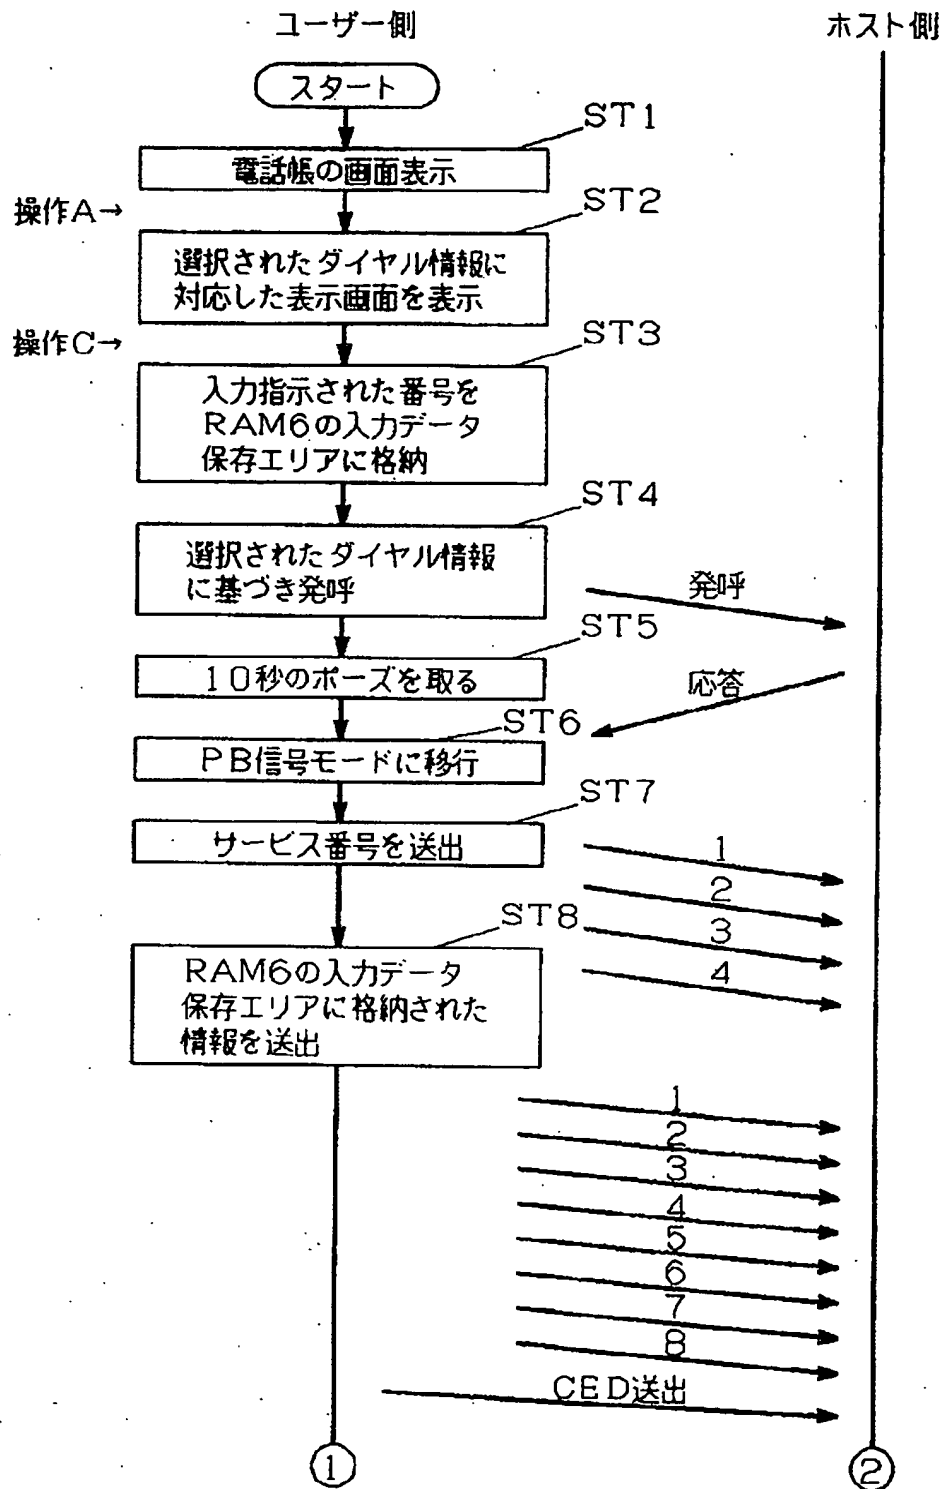 ユーザー側
ホスト側
スタート
ST1
電話帳の画面表示
操作A→
ST2
選択されたダイヤル情報に
対応した表示画面を表示
操作C→
ST3
入力指示された番号を
RAM6の入力データ
保存エリアに格納
ST4
選択されたダイヤル情報
に基づき発呼
発呼
ST5
10秒のポーズを取る
応答
ST6
PB信号モードに移行
ST7
サービス番号を送出
1
2
3
4
ST8
RAM6の入力データ
保存エリアに格納された
情報を送出
1
2
3
4
5
6
7
8
CED送出
1
2